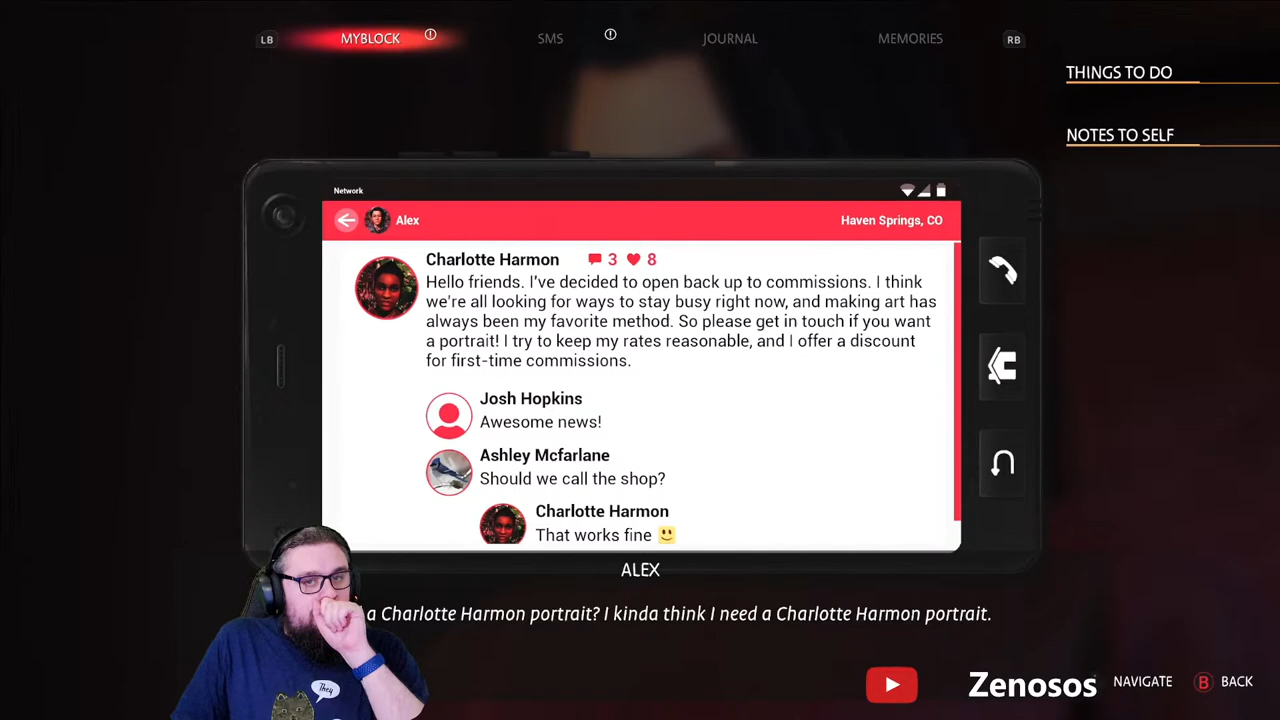 LB
MYBLOCK
SMS
JOURNAL
MEMORIES
RB
THINGS TO DO
NOTES TO SELF
Network
Alex
Haven Springs, CO
Charlotte Harmon 3 8
Hello friends. I've decided to open back up to commissions. I think
we're all looking for ways to stay busy right now, and making art has
always been my favorite method. So please get in touch if you want
a portrait! I try to keep my rates reasonable, and I offer a discount
for first-time commissions.
Josh Hopkins
Awesome news!
Ashley Mcfarlane
Should we call the shop?
Charlotte Harmon
That works fine
ALEX
a Charlotte Harmon portrait? I kinda think I need a Charlotte Harmon portrait.
They
Zenosos
NAVIGATE
B BACK